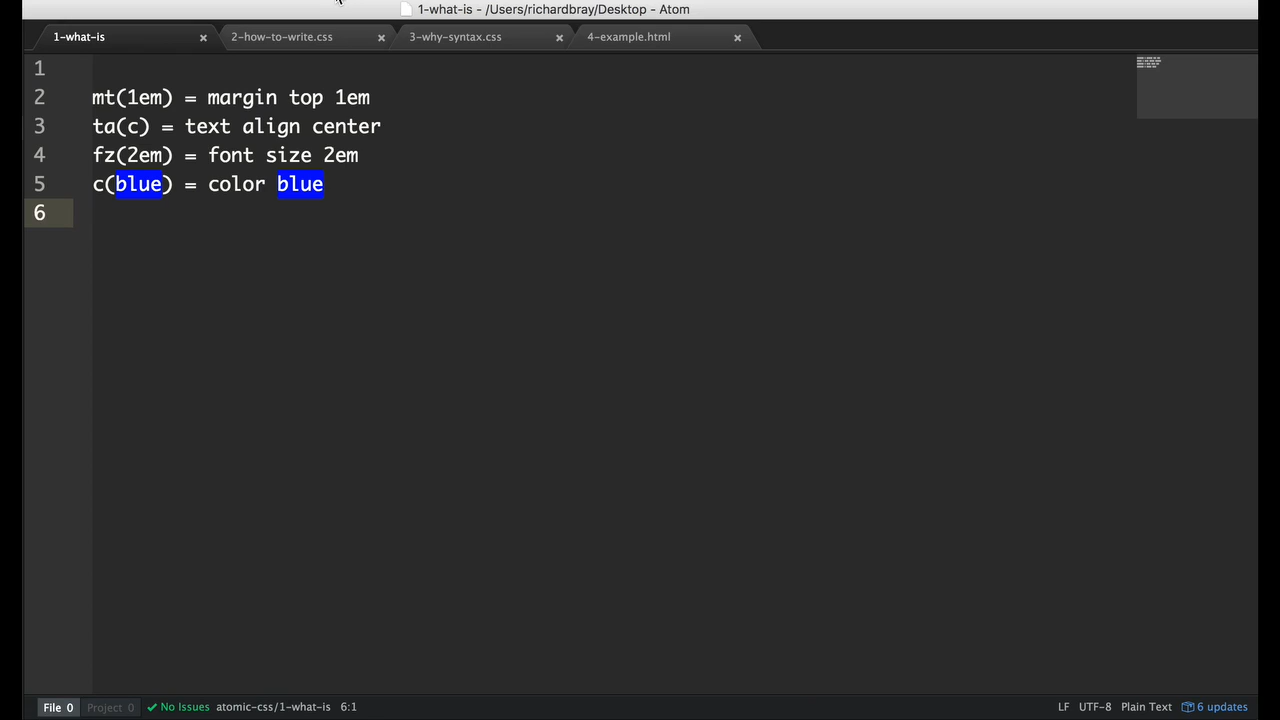 1-what-is - /Users/richardbray/Desktop - Atom
1-what-is 2-how-to-write.css 3-why-syntax.css 4-example.html
1
2 mt(1em) = margin top 1em
3 ta(c) = text align center
4 fz(2em) = font size 2em
5 c(blue) = color blue
6
File 0 Project 0 No Issues atomic-css/1-what-is 6:1 LF UTF-8 Plain Text 6 updates